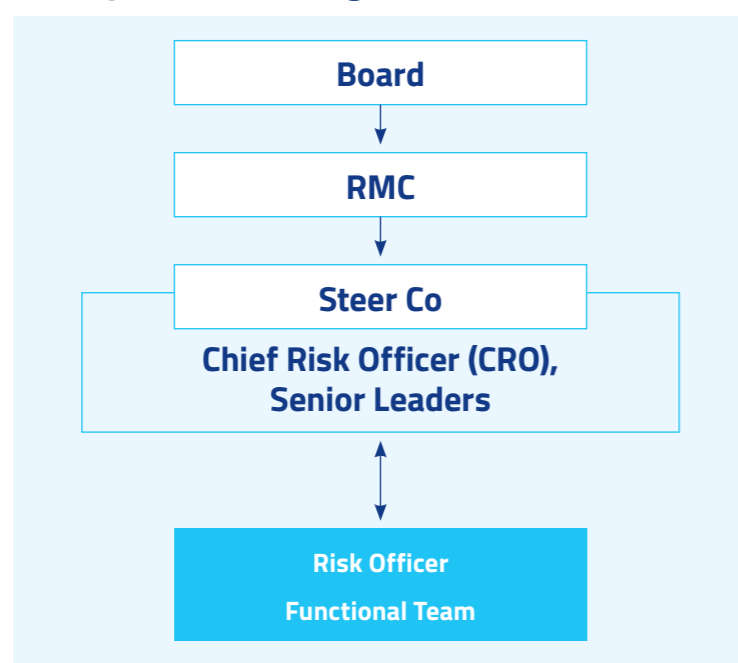 Board
RMC
Steer Co
Chief Risk Officer (CRO),
Senior Leaders
Risk Officer
Functional Team